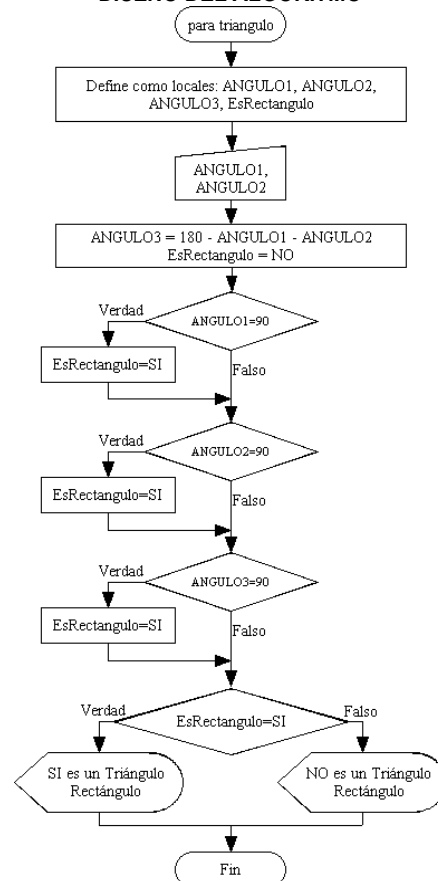 para triangulo
Define como locales: ANGULO1, ANGULO2,
ANGULO3, EsRectangulo
ANGULO1,
ANGULO2
ANGULO3 = 180 - ANGULO1 - ANGULO2
EsRectangulo = NO
Verdad
ANGULO1=90
EsRectangulo=SI
Falso
Verdad
ANGULO2=90
EsRectangulo=SI
Falso
Verdad
ANGULO3=90
EsRectangulo=SI
Falso
Verdad
EsRectangulo=SI
Falso
SI es un Triángulo
Rectángulo
NO es un Triángulo
Rectángulo
Fin